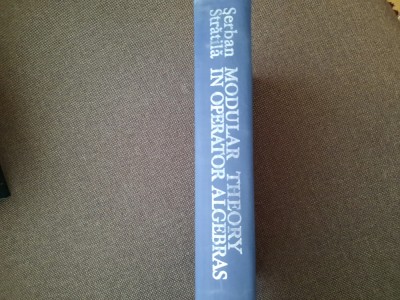 Şerban
Strătilă
MODULAR THEORY
IN OPERATOR ALGEBRAS